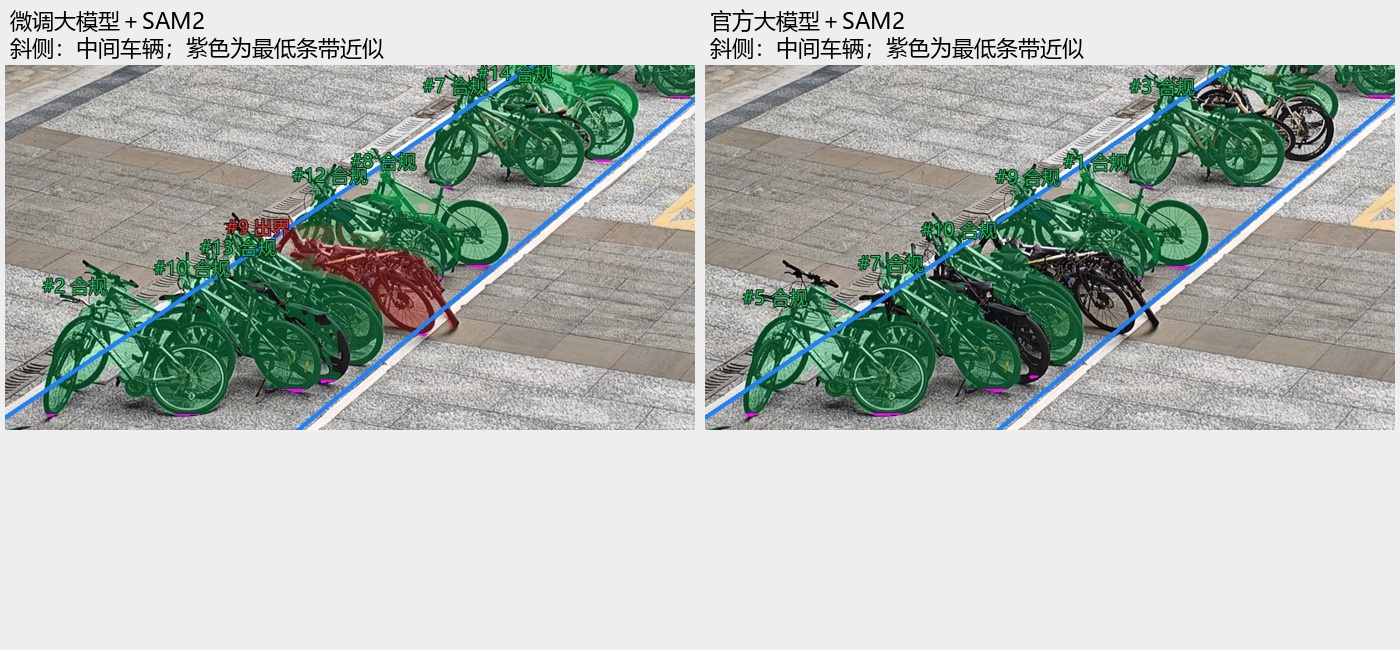 微调大模型＋SAM2
斜侧：中间车辆；紫色为最低条带近似
#14 合规
#7 合规
#8 合规
#12 合规
#9 出界
#13 合规
#10 合规
#2 合规
官方大模型＋SAM2
斜侧：中间车辆；紫色为最低条带近似
#3 合规
#1 合规
#9 合规
#10 合规
#7 合规
#5 合规